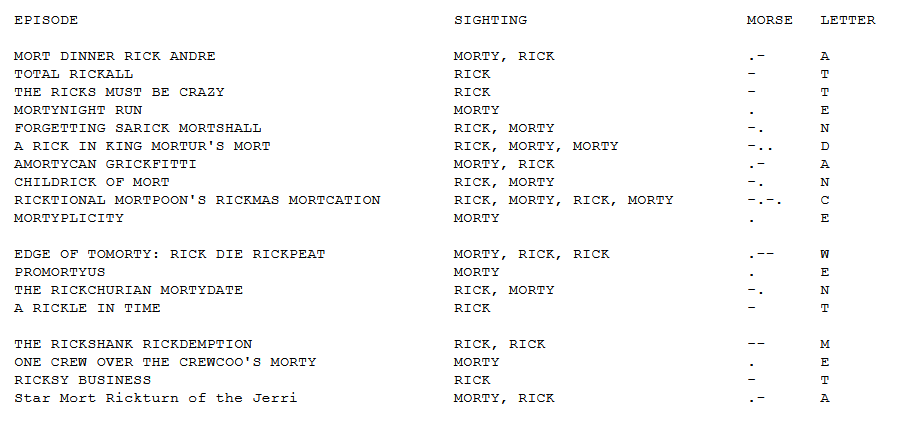 EPISODE SIGHTING MORSE LETTER
MORT DINNER RICK ANDRE MORTY, RICK .- A
TOTAL RICKALL RICK - T
THE RICKS MUST BE CRAZY RICK - T
MORTYNIGHT RUN MORTY . E
FORGETTING SARICK MORTSHALL RICK, MORTY -. N
A RICK IN KING MORTUR'S MORT RICK, MORTY, MORTY -.. D
AMORTYCAN GRICKFITTI MORTY, RICK .- A
CHILDRICK OF MORT RICK, MORTY -. N
RICKTIONAL MORTPOON'S RICKMAS MORTCATION RICK, MORTY, RICK, MORTY -.-. C
MORTYPLICITY MORTY . E
EDGE OF TOMORTY: RICK DIE RICKPEAT MORTY, RICK, RICK .-- W
PROMORTYUS MORTY . E
THE RICKCHURIAN MORTYDATE RICK, MORTY -. N
A RICKLE IN TIME RICK - T
THE RICKSHANK RICKDEMPTION RICK, RICK -- M
ONE CREW OVER THE CREWCOO'S MORTY MORTY . E
RICKSY BUSINESS RICK - T
Star Mort Rickturn of the Jerri MORTY, RICK .- A